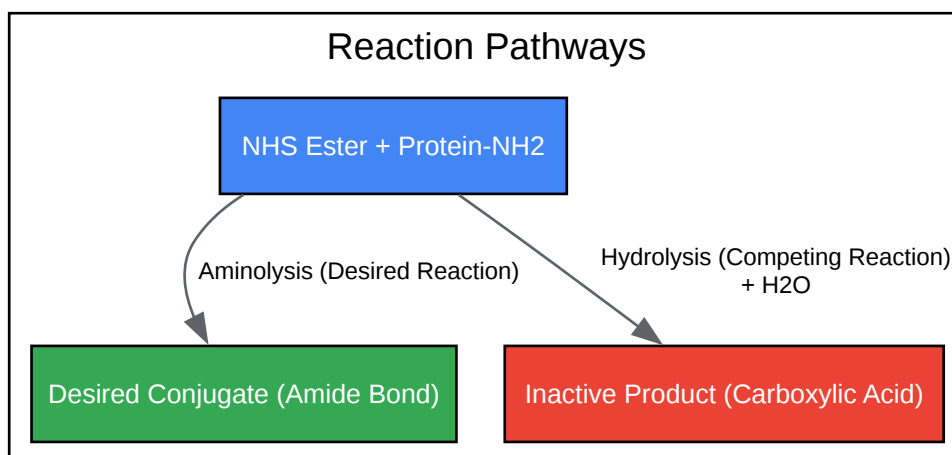 Reaction Pathways
NHS Ester + Protein-NH2
Aminolysis (Desired Reaction)
Hydrolysis (Competing Reaction)
+ H2O
Desired Conjugate (Amide Bond)
Inactive Product (Carboxylic Acid)